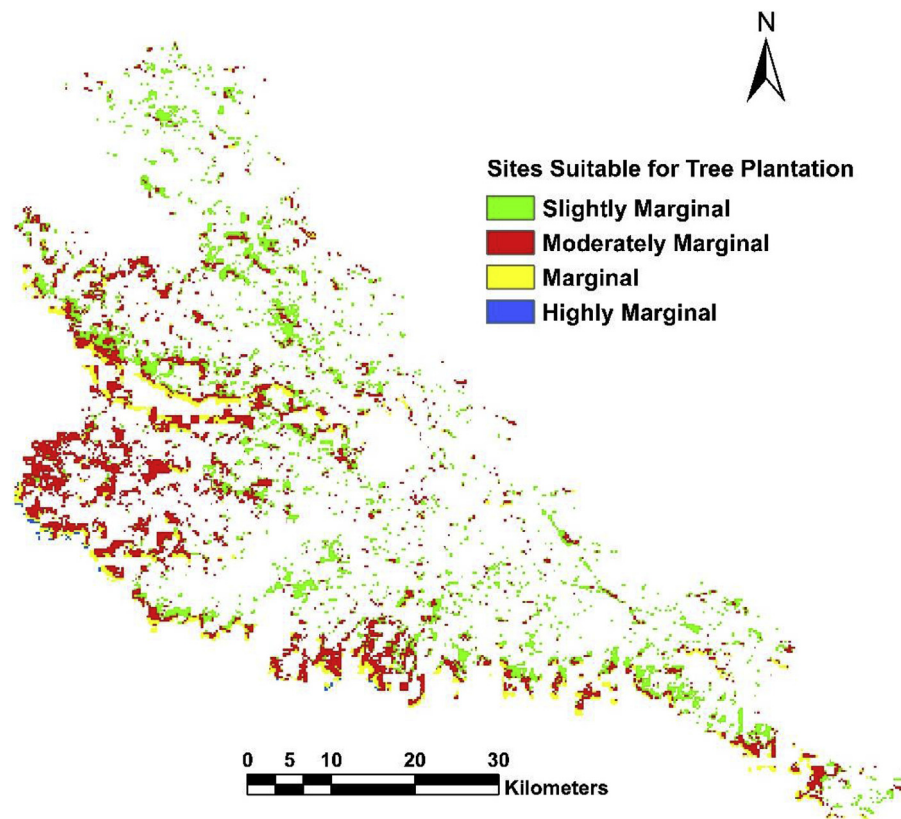 N
Sites Suitable for Tree Plantation
Slightly Marginal
Moderately Marginal
Marginal
Highly Marginal
0 5 10 20 30
Kilometers